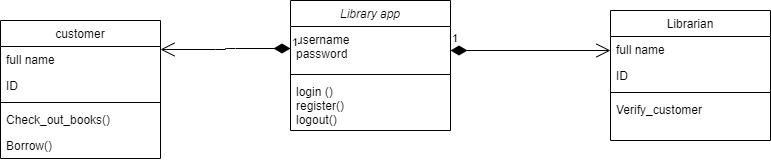 customer
full name
ID
Check_out_books()
Borrow()
1
Library app
username
password
login ()
register()
logout()
1
Librarian
full name
ID
Verify_customer